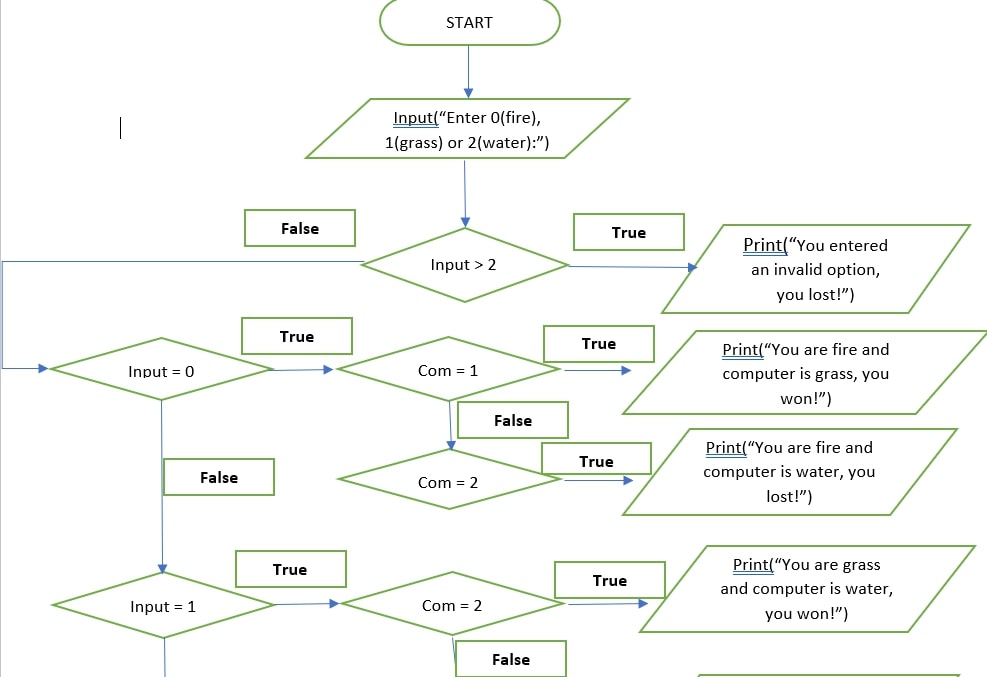 START
Input(“Enter 0(fire),
1(grass) or 2(water):”)
False
True
Input > 2
Print(“You entered
an invalid option,
you lost!”)
True
True
Input = 0
Com = 1
Print(“You are fire and
computer is grass, you
won!”)
False
False
True
Com = 2
Print(“You are fire and
computer is water, you
lost!”)
True
True
Input = 1
Com = 2
Print(“You are grass
and computer is water,
you won!”)
False